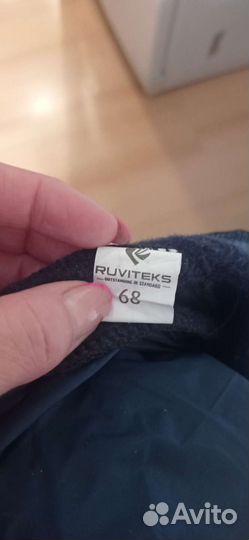 RUVITEKS
OUTSTANDING IN STANDARD
68
Avito